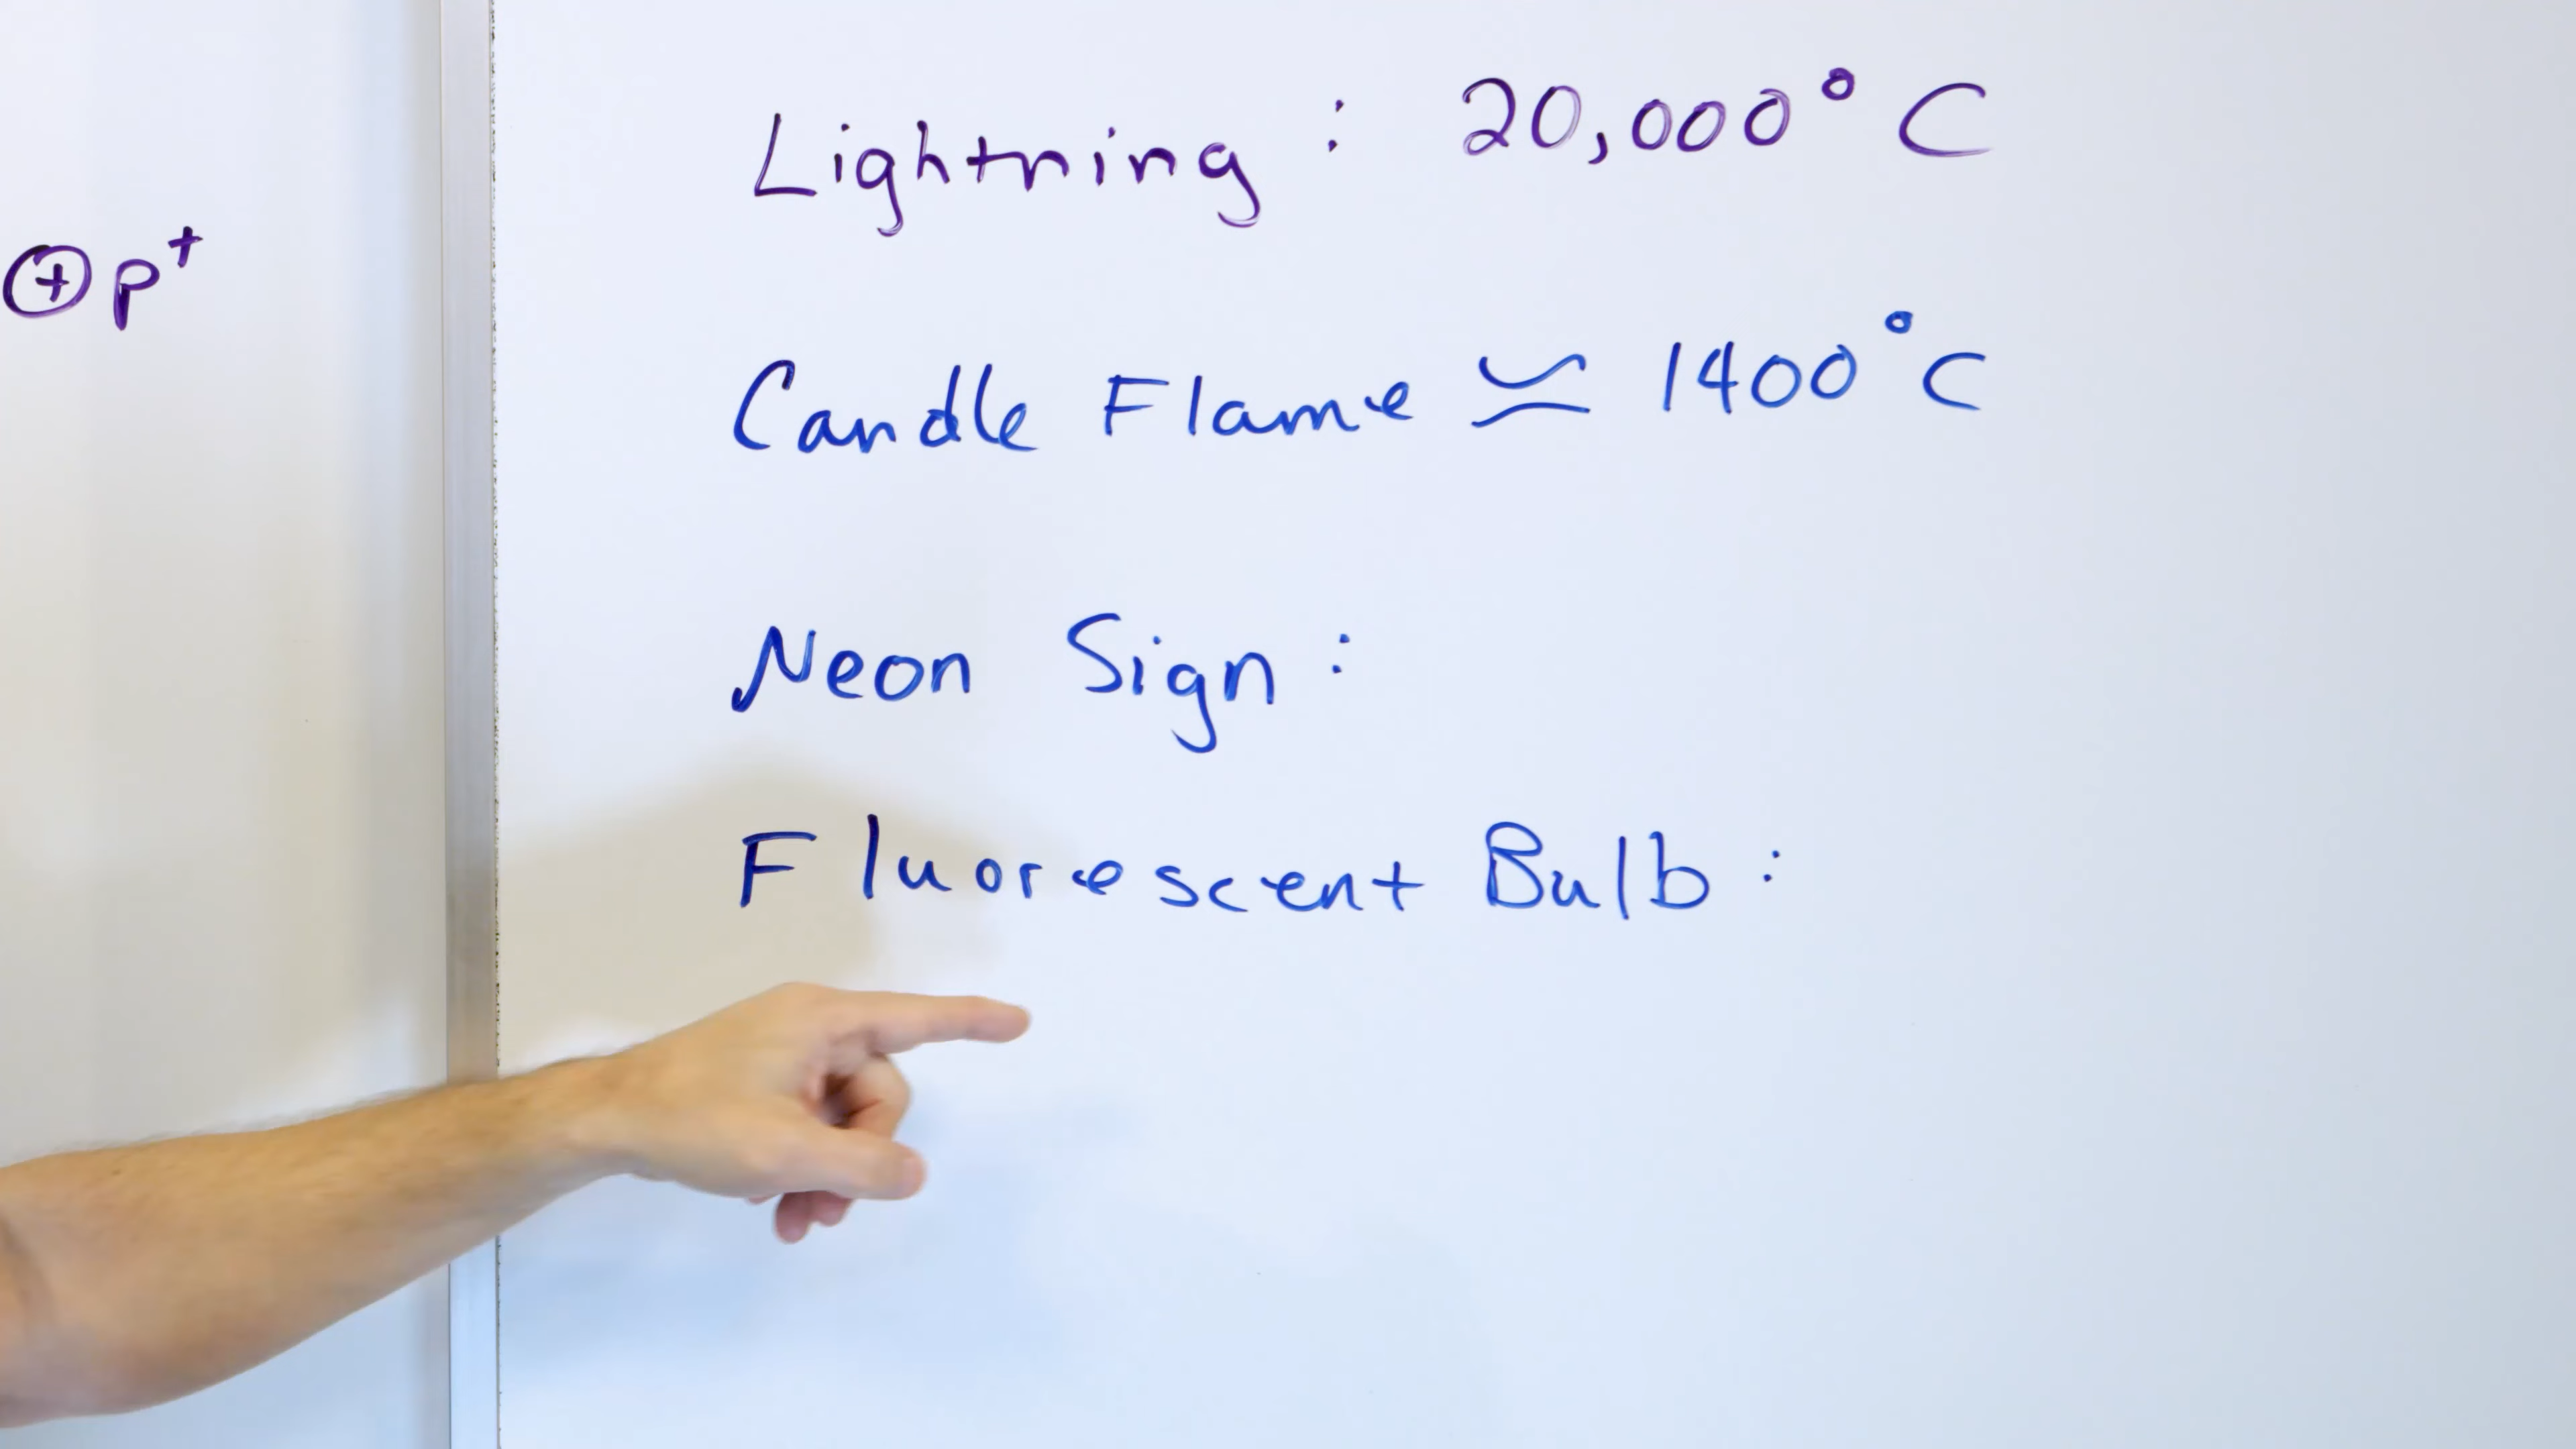 ⊕ p⁺
Lightning : 20,000° C
Candle Flame ≃ 1400° C
Neon Sign :
Fluorescent Bulb :